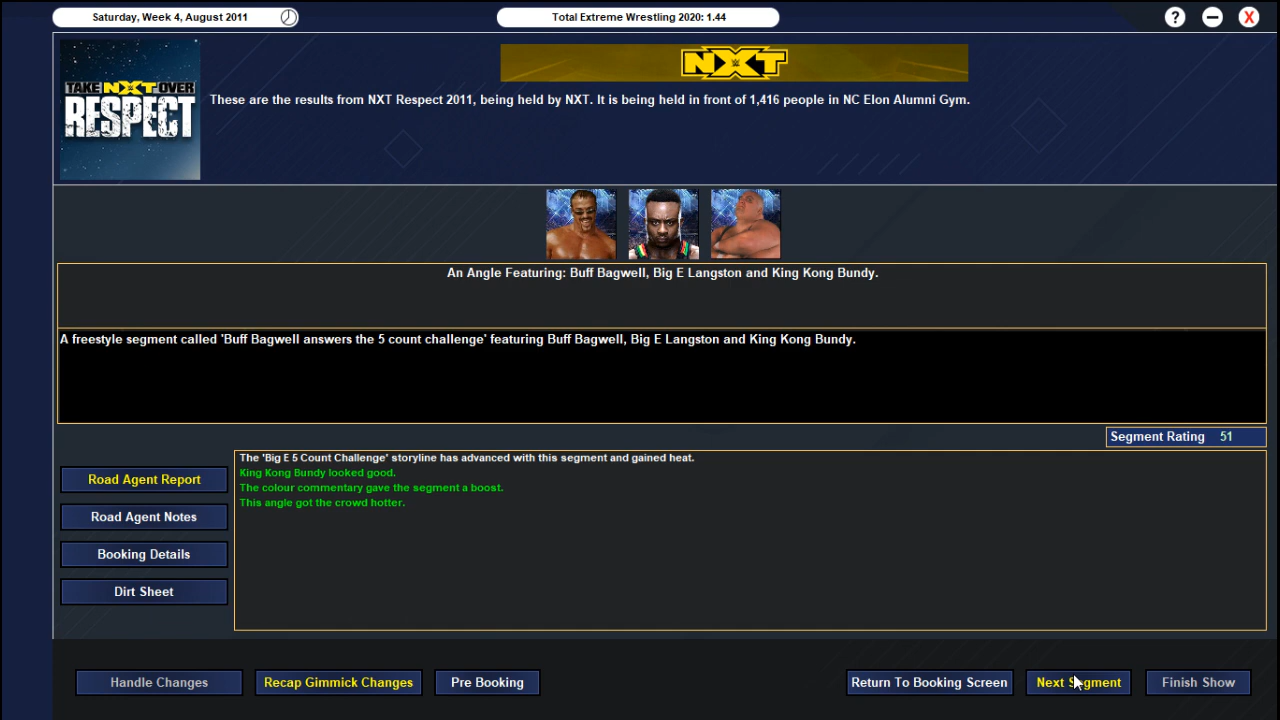 Saturday, Week 4, August 2011
Total Extreme Wrestling 2020: 1.44
?
X
TAKE NXT OVER
RESPECT
NXT
These are the results from NXT Respect 2011, being held by NXT. It is being held in front of 1,416 people in NC Elon Alumni Gym.
An Angle Featuring: Buff Bagwell, Big E Langston and King Kong Bundy.
A freestyle segment called 'Buff Bagwell answers the 5 count challenge' featuring Buff Bagwell, Big E Langston and King Kong Bundy.
Segment Rating 51
The 'Big E 5 Count Challenge' storyline has advanced with this segment and gained heat.
King Kong Bundy looked good.
The colour commentary gave the segment a boost.
This angle got the crowd hotter.
Road Agent Report
Road Agent Notes
Booking Details
Dirt Sheet
Handle Changes
Recap Gimmick Changes
Pre Booking
Return To Booking Screen
Next Segment
Finish Show